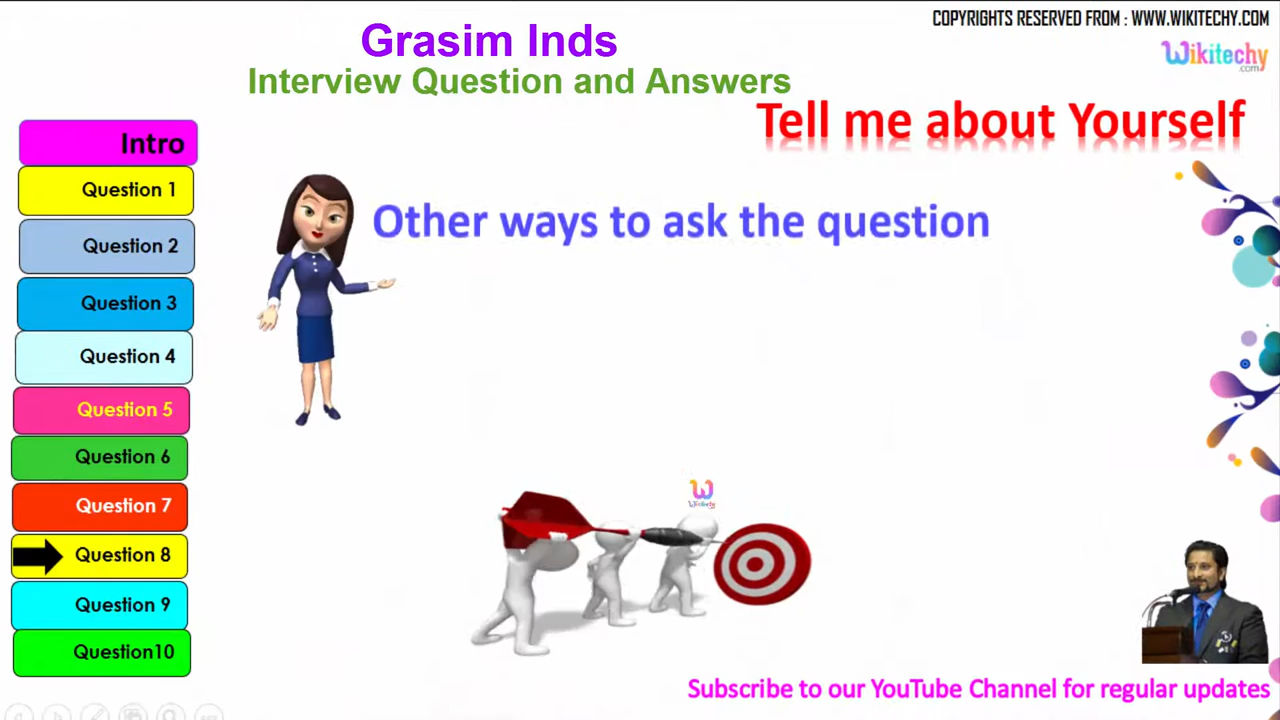 COPYRIGHTS RESERVED FROM : WWW.WIKITECHY.COM
Wikitechy
.com
Grasim Inds
Interview Question and Answers
Tell me about Yourself
Intro
Question 1
Question 2
Question 3
Question 4
Question 5
Question 6
Question 7
Question 8
Question 9
Question10
Other ways to ask the question
Wikitechy
Subscribe to our YouTube Channel for regular updates